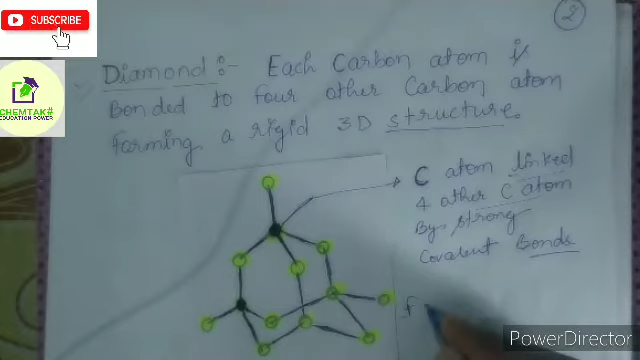 SUBSCRIBE
2
Diamond:- Each Carbon atom is
Bonded to four other Carbon atom
forming a rigid 3D structure.
CHEMTAK#
EDUCATION POWER
C atom linked
4 other C atom
By strong
Covalent Bonds
f
PowerDirector